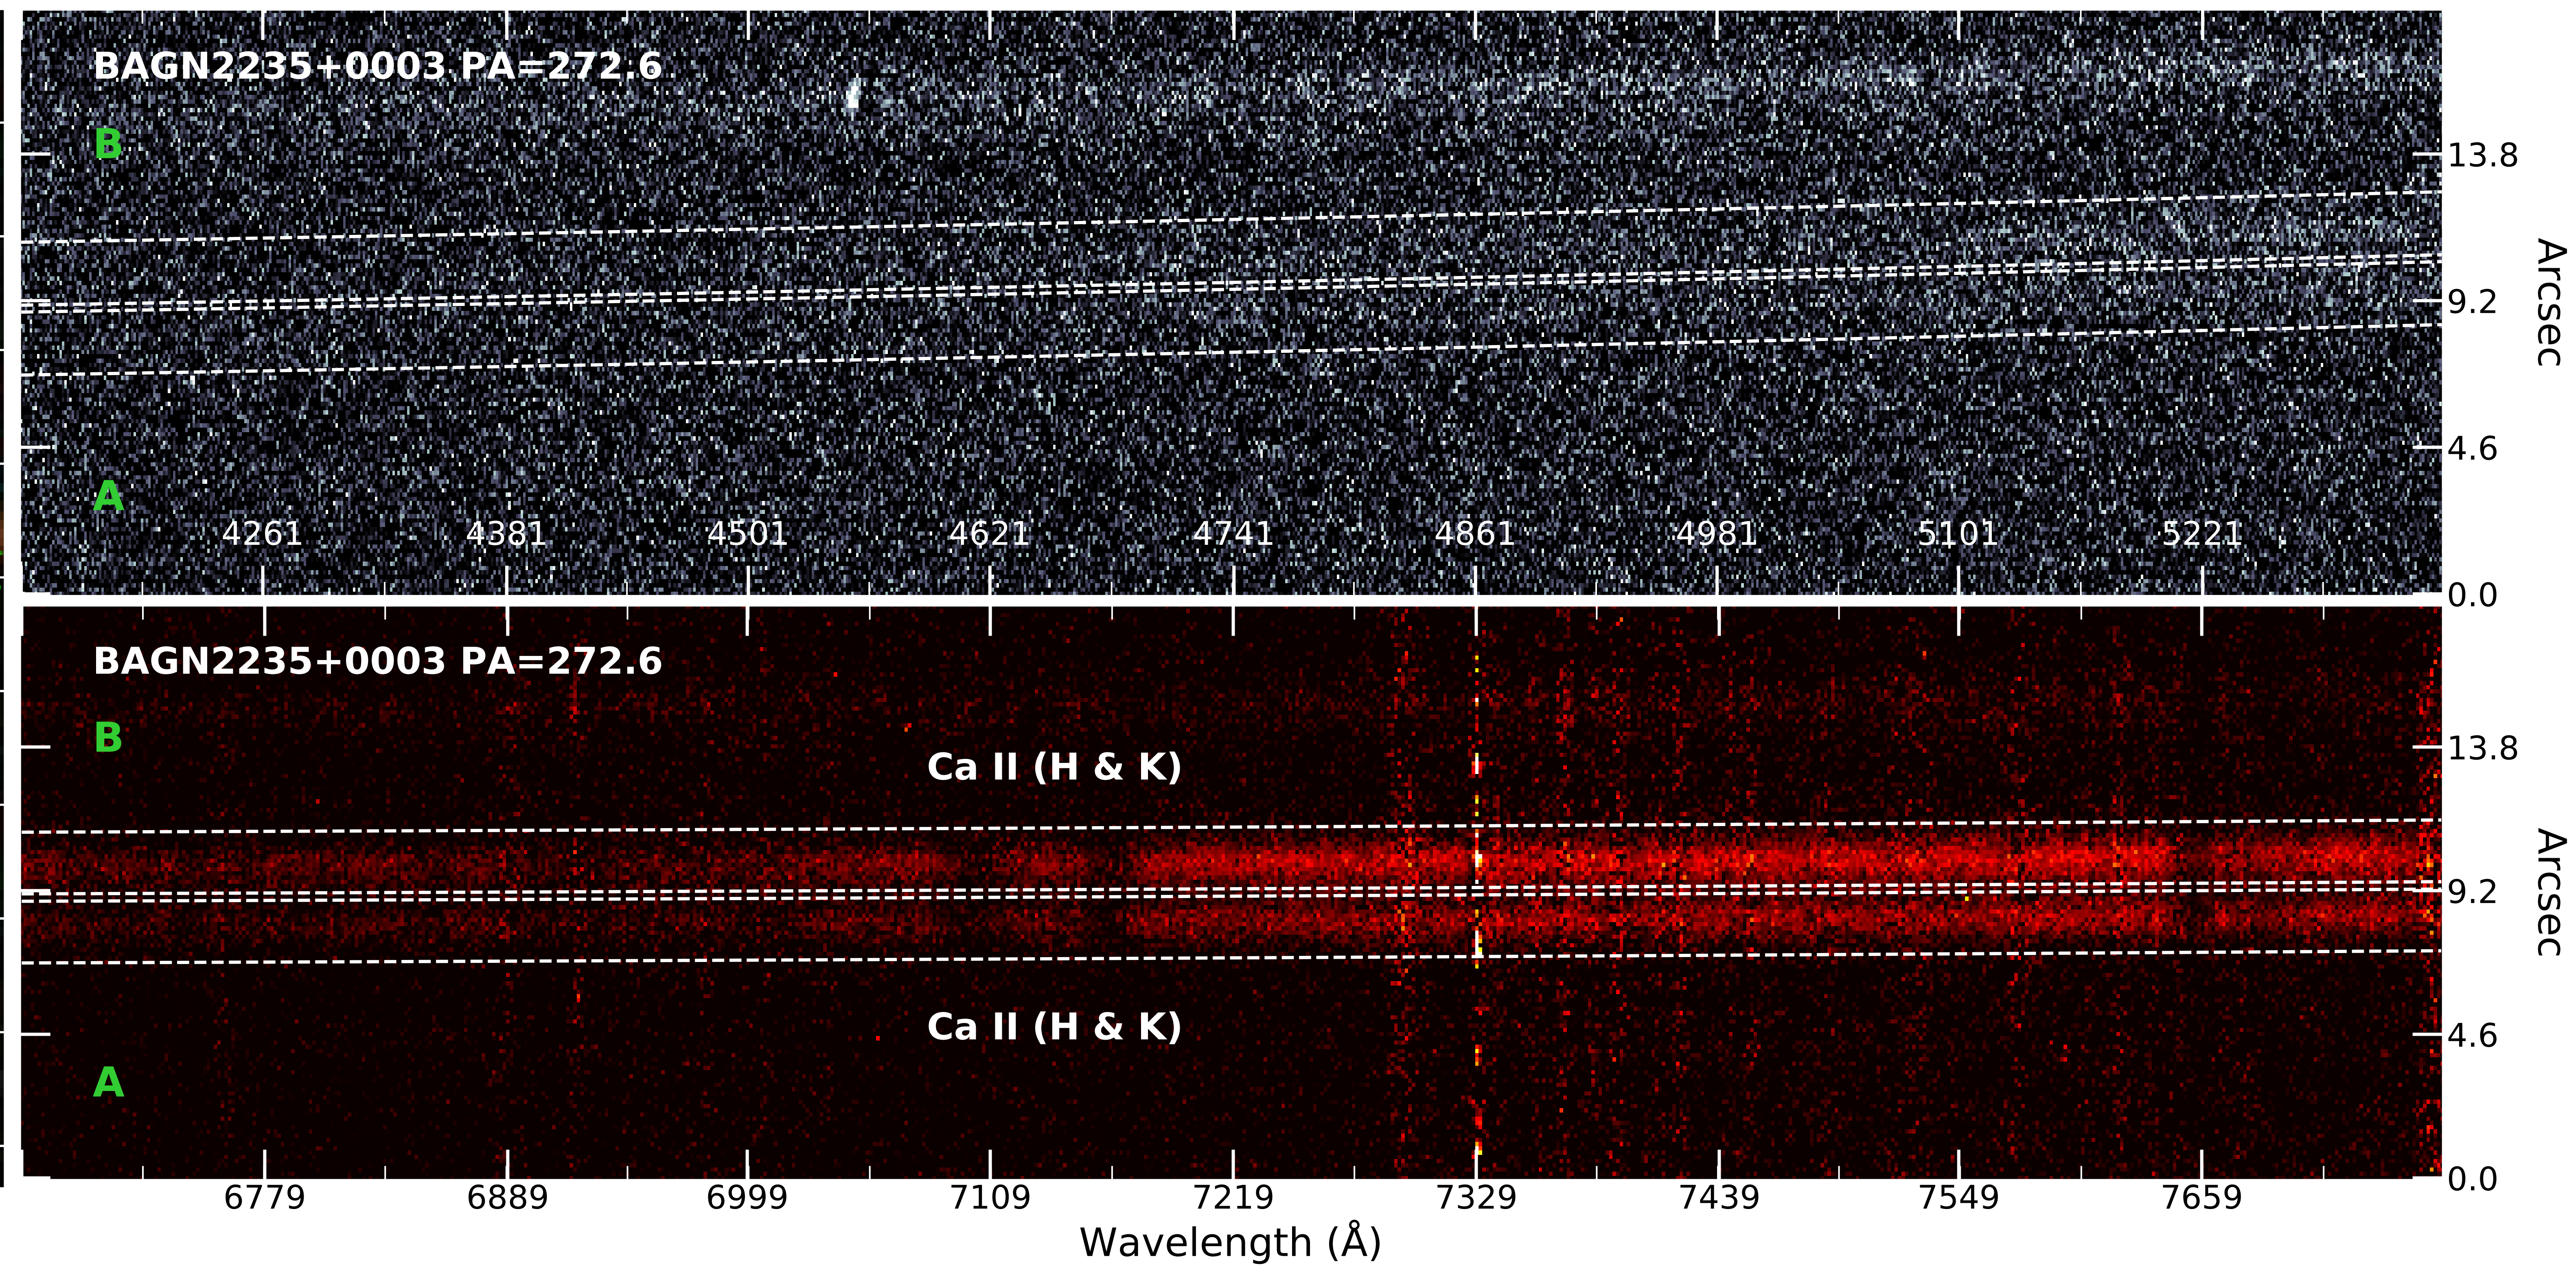 BAGN2235+0003 PA=272.6
B
13.8
9.2
Arcsec
4.6
A
4261 4381 4501 4621 4741 4861 4981 5101 5221
0.0
BAGN2235+0003 PA=272.6
B
13.8
Ca II (H & K)
9.2
Arcsec
Ca II (H & K)
4.6
A
0.0
6779 6889 6999 7109 7219 7329 7439 7549 7659
Wavelength (Å)